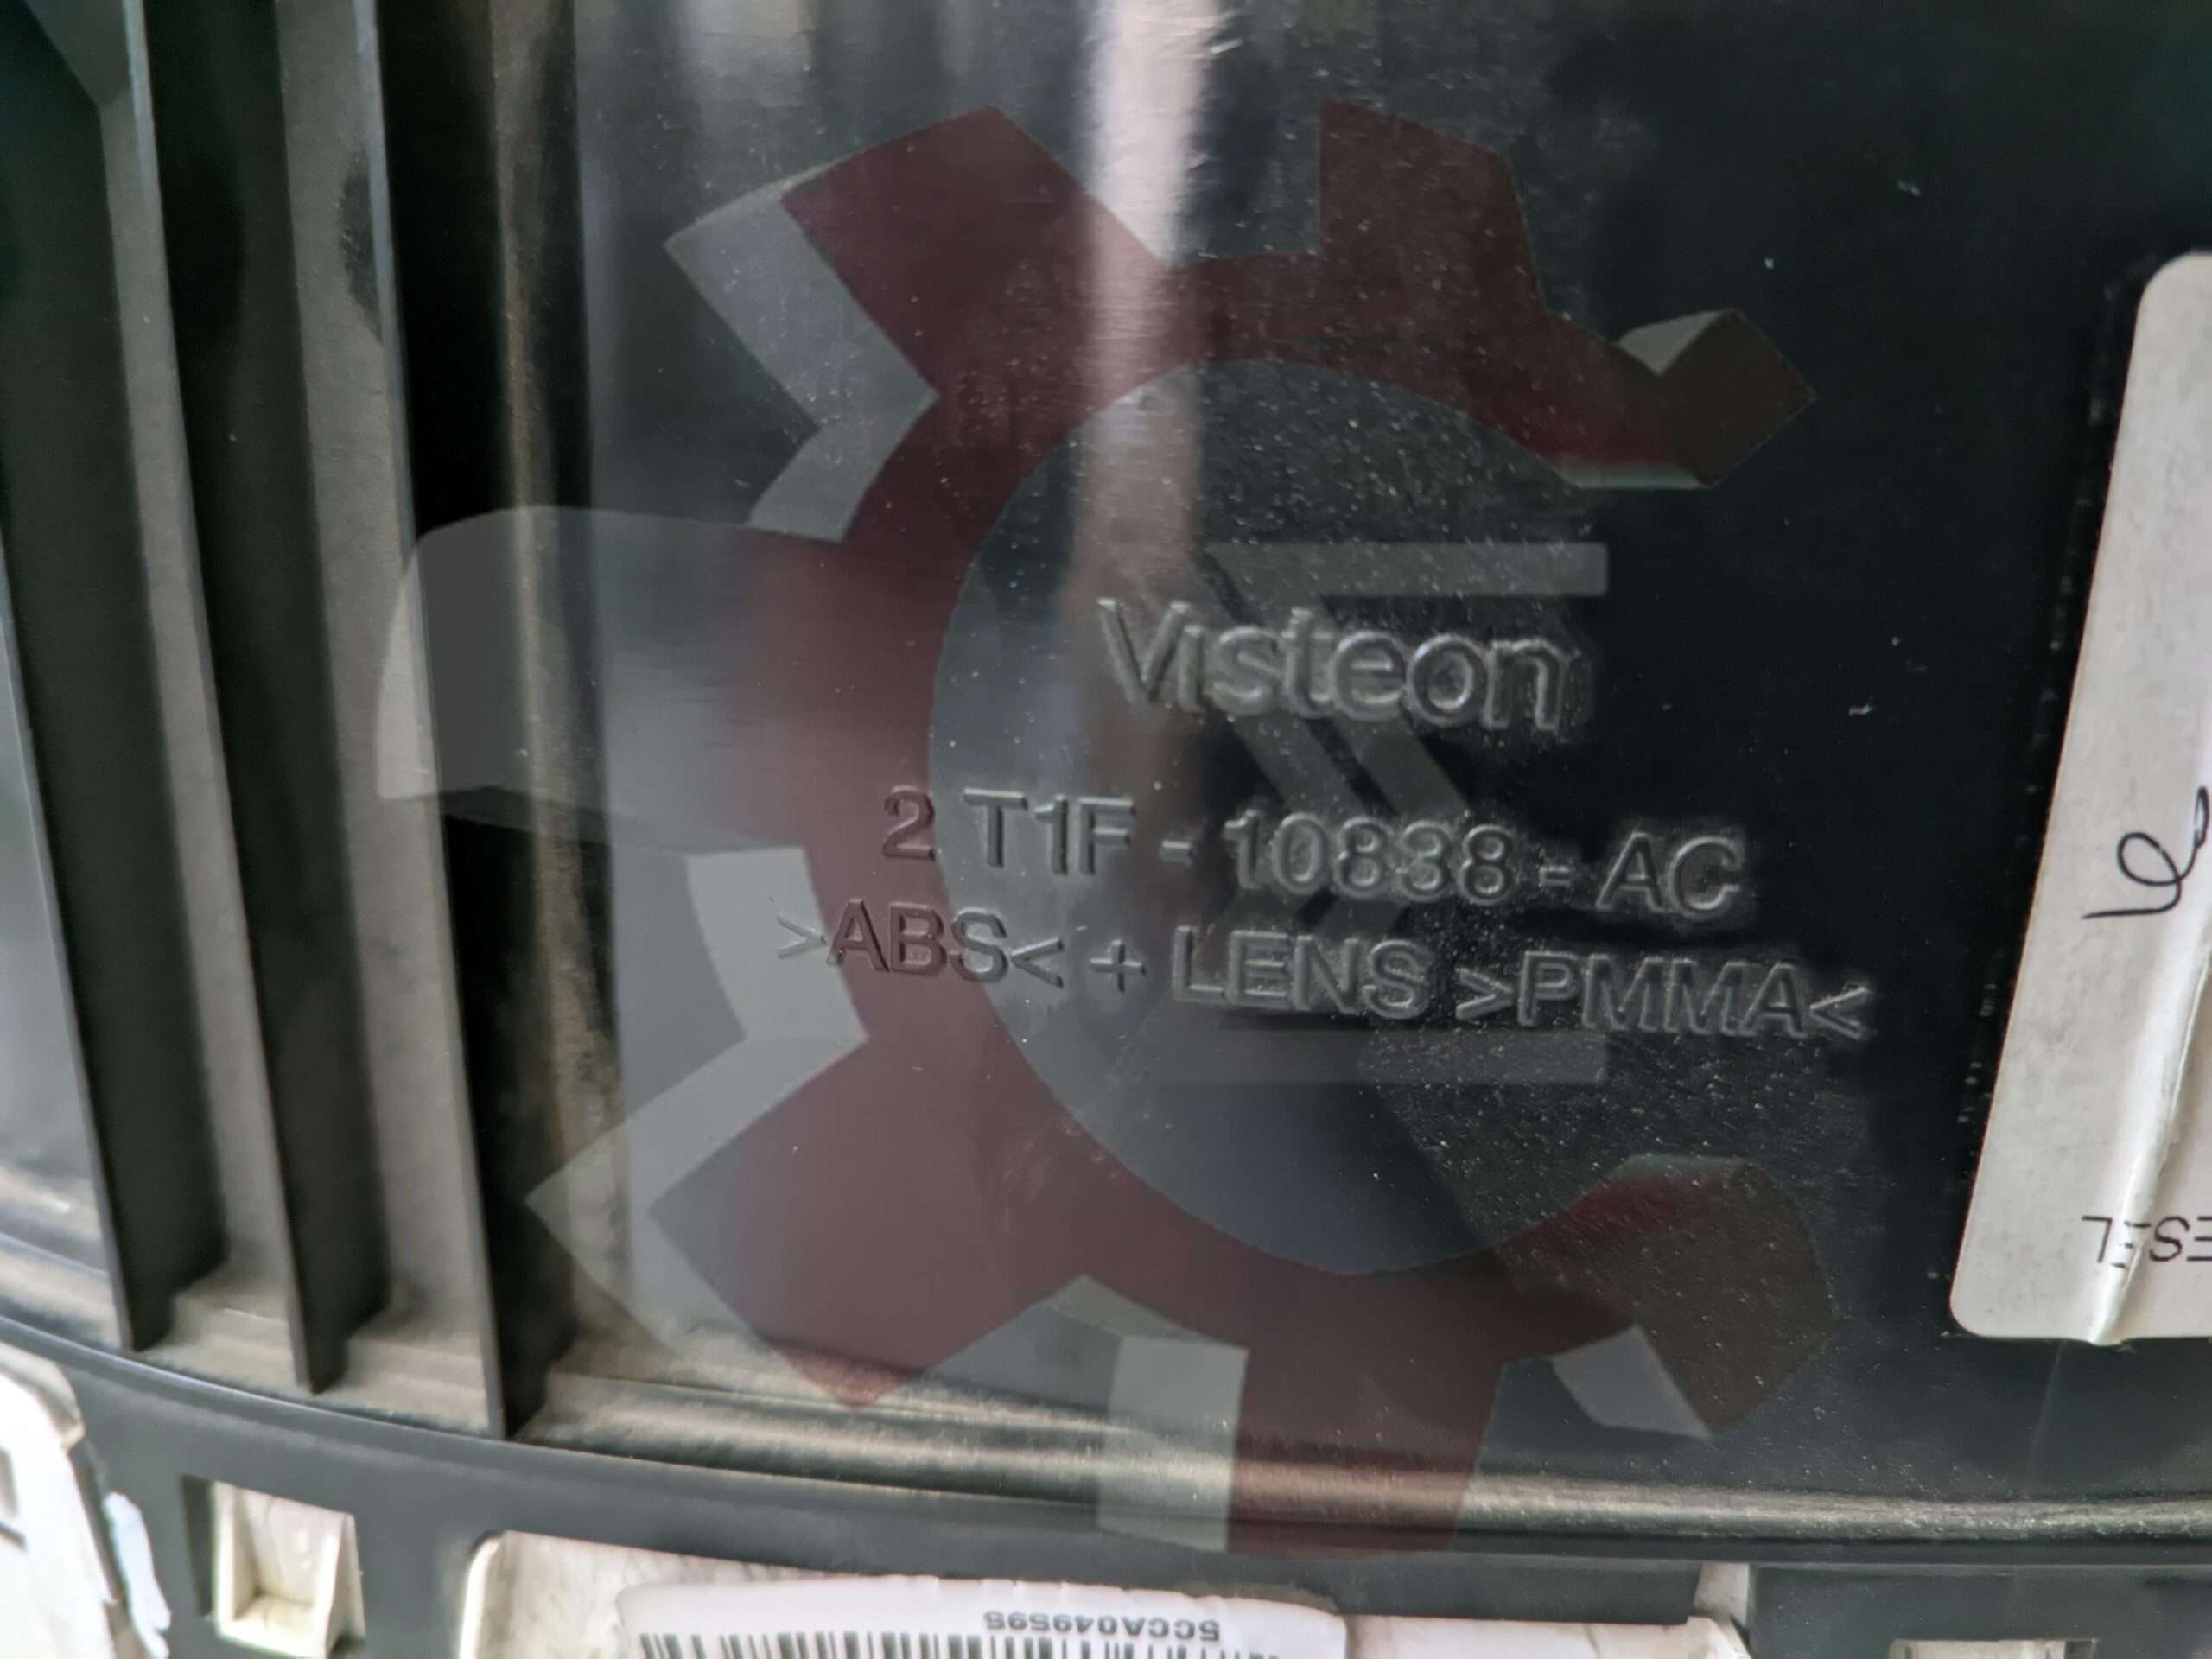 Visteon
2 T1F - 10838 - AC
>ABS< + LENS >PMMA<
5CCA049595